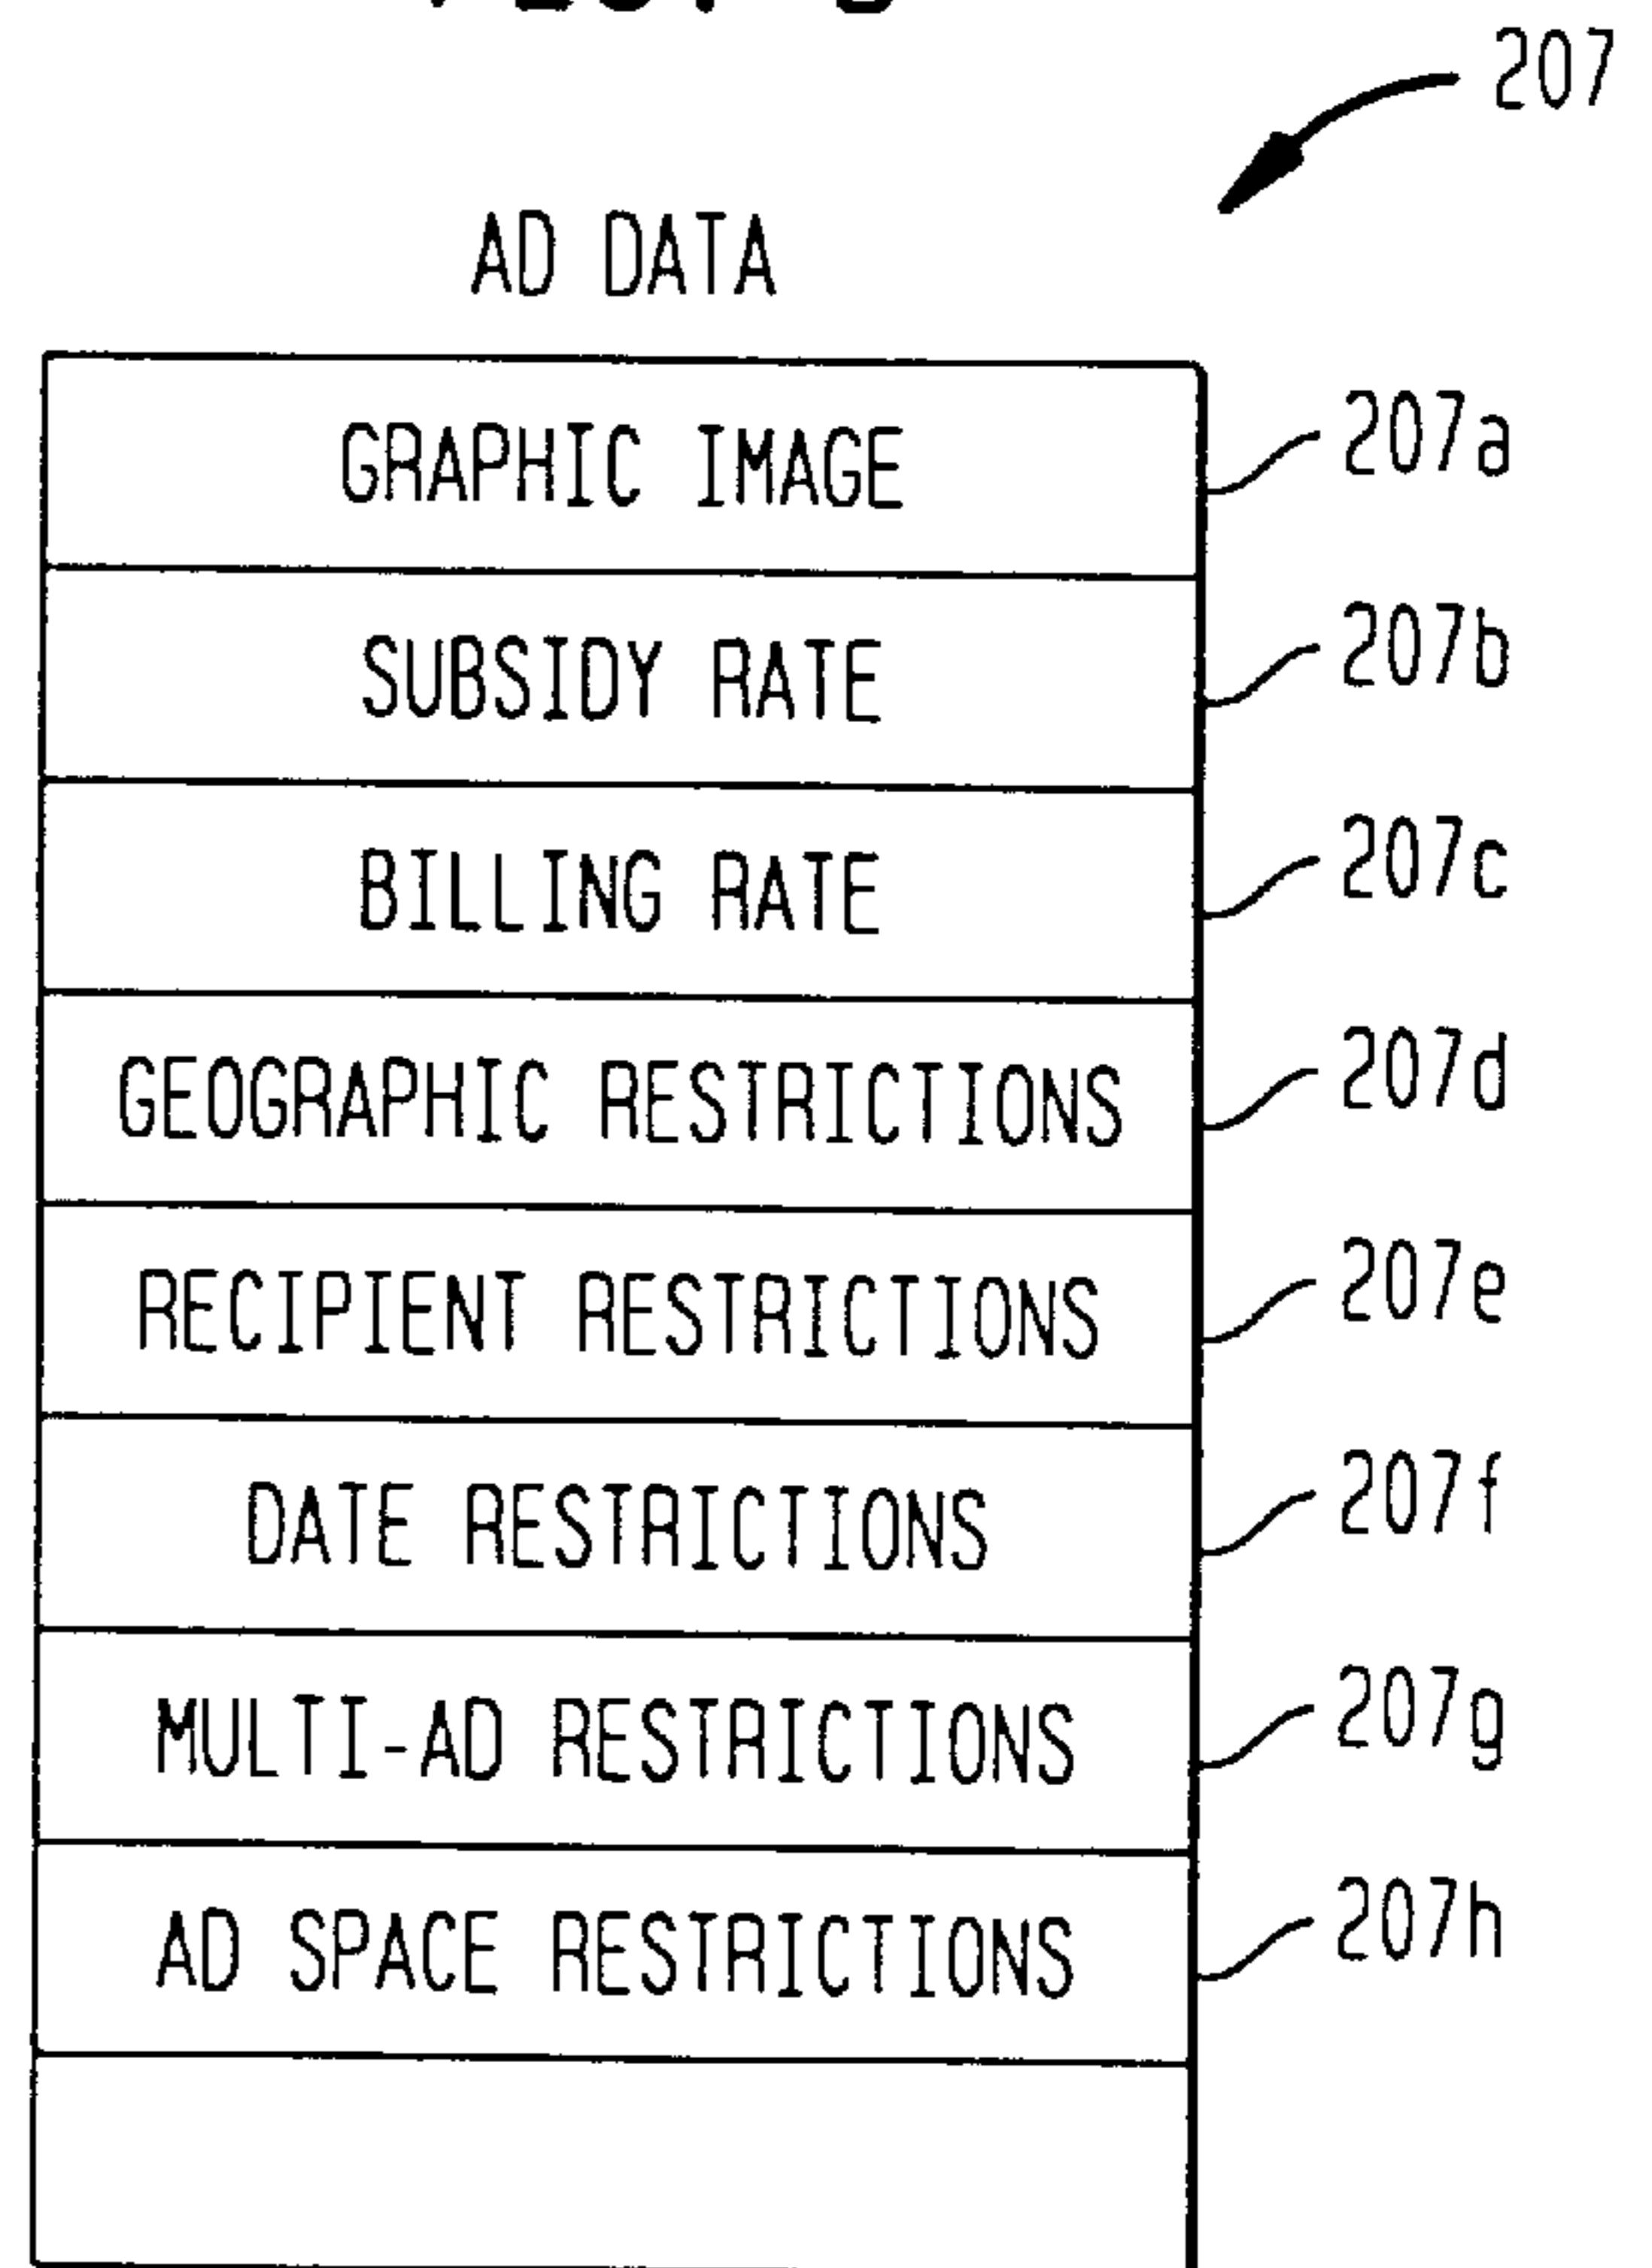 207
AD DATA
GRAPHIC IMAGE 207a
SUBSIDY RATE 207b
BILLING RATE 207c
GEOGRAPHIC RESTRICTIONS 207d
RECIPIENT RESTRICTIONS 207e
DATE RESTRICTIONS 207f
MULTI-AD RESTRICTIONS 207g
AD SPACE RESTRICTIONS 207h